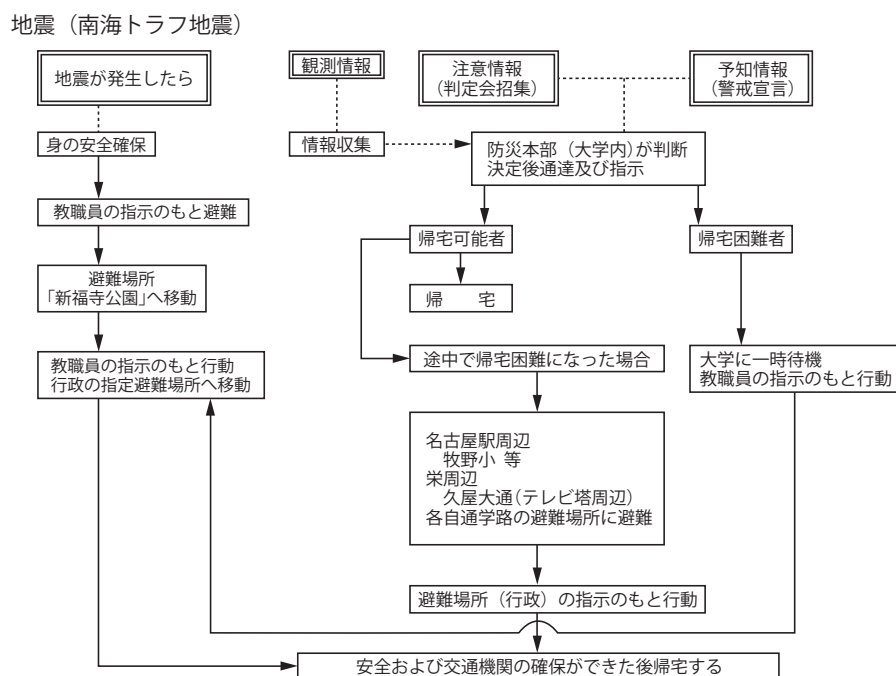 地震（南海トラフ地震）
地震が発生したら
観測情報
注意情報
（判定会招集）
予知情報
（警戒宣言）
身の安全確保
情報収集
防災本部（大学内）が判断
決定後通達及び指示
教職員の指示のもと避難
帰宅可能者
帰宅困難者
避難場所
「新福寺公園」へ移動
帰　　宅
教職員の指示のもと行動
行政の指定避難場所へ移動
途中で帰宅困難になった場合
大学に一時待機
教職員の指示のもと行動
名古屋駅周辺
牧野小 等
栄周辺
久屋大通（テレビ塔周辺）
各自通学路の避難場所に避難
避難場所（行政）の指示のもと行動
安全および交通機関の確保ができた後帰宅する